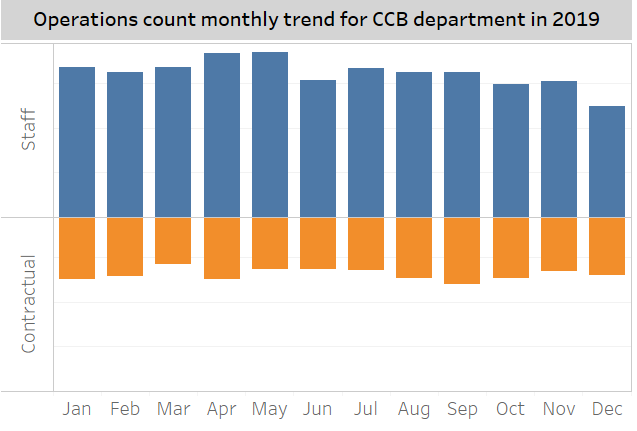 Operations count monthly trend for CCB department in 2019
Staff
Contractual
Jan Feb Mar Apr May Jun Jul Aug Sep Oct Nov Dec